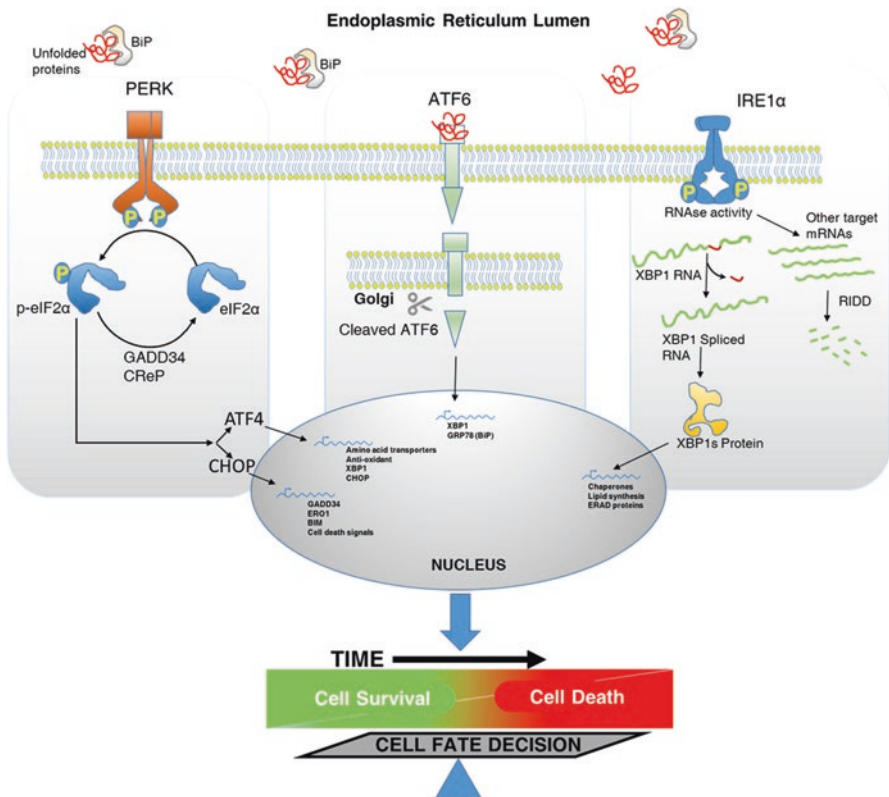 Endoplasmic Reticulum Lumen
Unfolded
proteins
BiP
BiP
BiP
PERK
ATF6
IRE1α
P P
P P
RNAse activity
Other target
mRNAs
P
p-eIF2α
eIF2α
GADD34
CReP
Golgi
Cleaved ATF6
XBP1 RNA
RIDD
XBP1 Spliced
RNA
XBP1s Protein
ATF4
CHOP
XBP1
GRP78 (BiP)
Amino acid transporters
Anti-oxidant
XBP1
CHOP
GADD34
ERO1
BIM
Cell death signals
Chaperones
Lipid synthesis
ERAD proteins
NUCLEUS
TIME
Cell Survival
Cell Death
CELL FATE DECISION